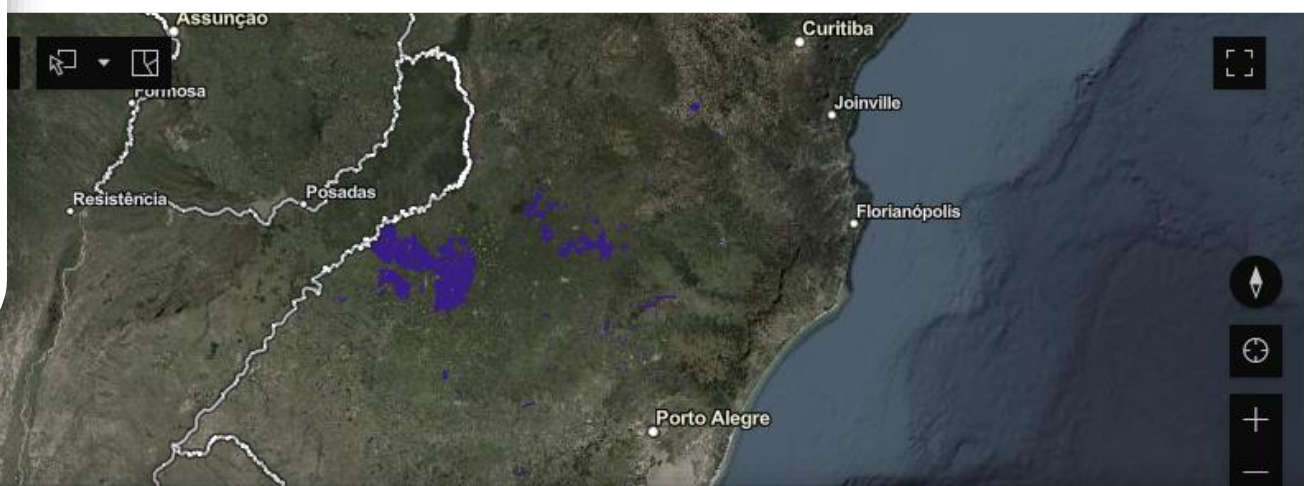 Assunção
Curitiba
Formosa
Joinville
Resistência
Posadas
Florianópolis
Porto Alegre